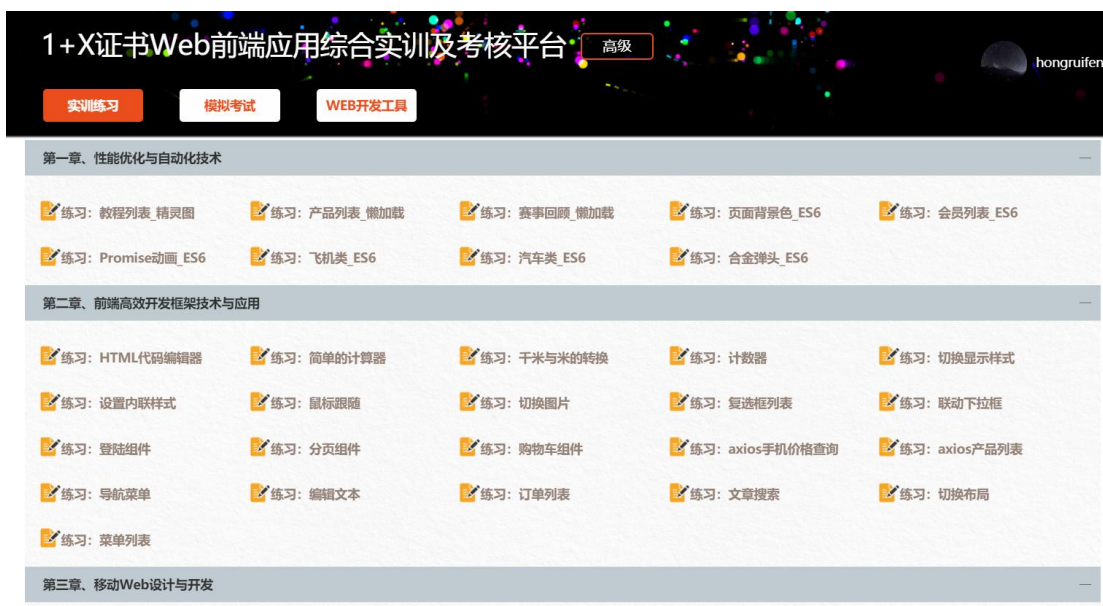 1+X证书Web前端应用综合实训及考核平台 高级
hongruifen
实训练习 模拟考试 WEB开发工具
第一章、性能优化与自动化技术
练习：教程列表_精灵图 练习：产品列表_懒加载 练习：赛事回顾_懒加载 练习：页面背景色_ES6 练习：会员列表_ES6
练习：Promise动画_ES6 练习：飞机类_ES6 练习：汽车类_ES6 练习：合金弹头_ES6
第二章、前端高效开发框架技术与应用
练习：HTML代码编辑器 练习：简单的计算器 练习：千米与米的转换 练习：计数器 练习：切换显示样式
练习：设置内联样式 练习：鼠标跟随 练习：切换图片 练习：复选框列表 练习：联动下拉框
练习：登陆组件 练习：分页组件 练习：购物车组件 练习：axios手机价格查询 练习：axios产品列表
练习：导航菜单 练习：编辑文本 练习：订单列表 练习：文章搜索 练习：切换布局
练习：菜单列表
第三章、移动Web设计与开发